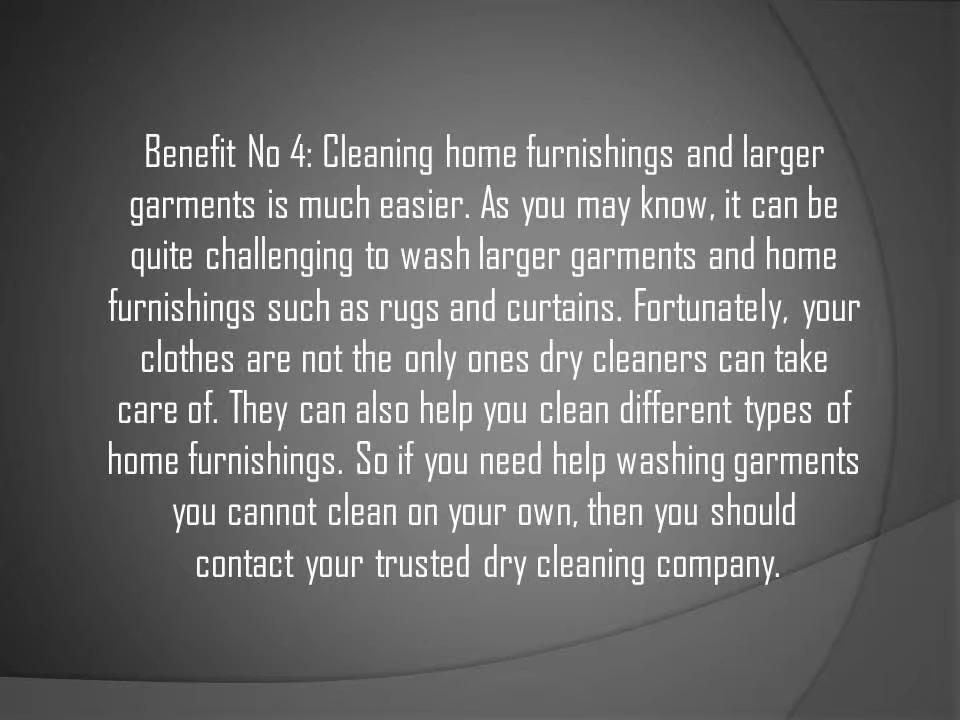 Benefit No 4: Cleaning home furnishings and larger
garments is much easier. As you may know, it can be
quite challenging to wash larger garments and home
furnishings such as rugs and curtains. Fortunately, your
clothes are not the only ones dry cleaners can take
care of. They can also help you clean different types of
home furnishings. So if you need help washing garments
you cannot clean on your own, then you should
contact your trusted dry cleaning company.